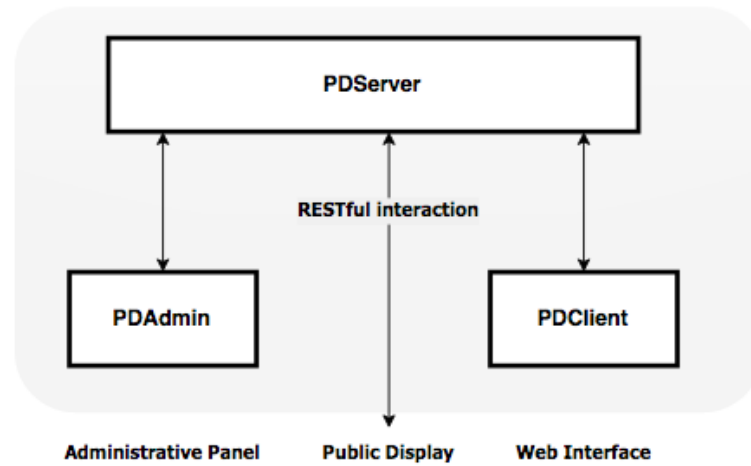 PDServer
RESTful interaction
PDAdmin
PDClient
Administrative Panel
Public Display
Web Interface